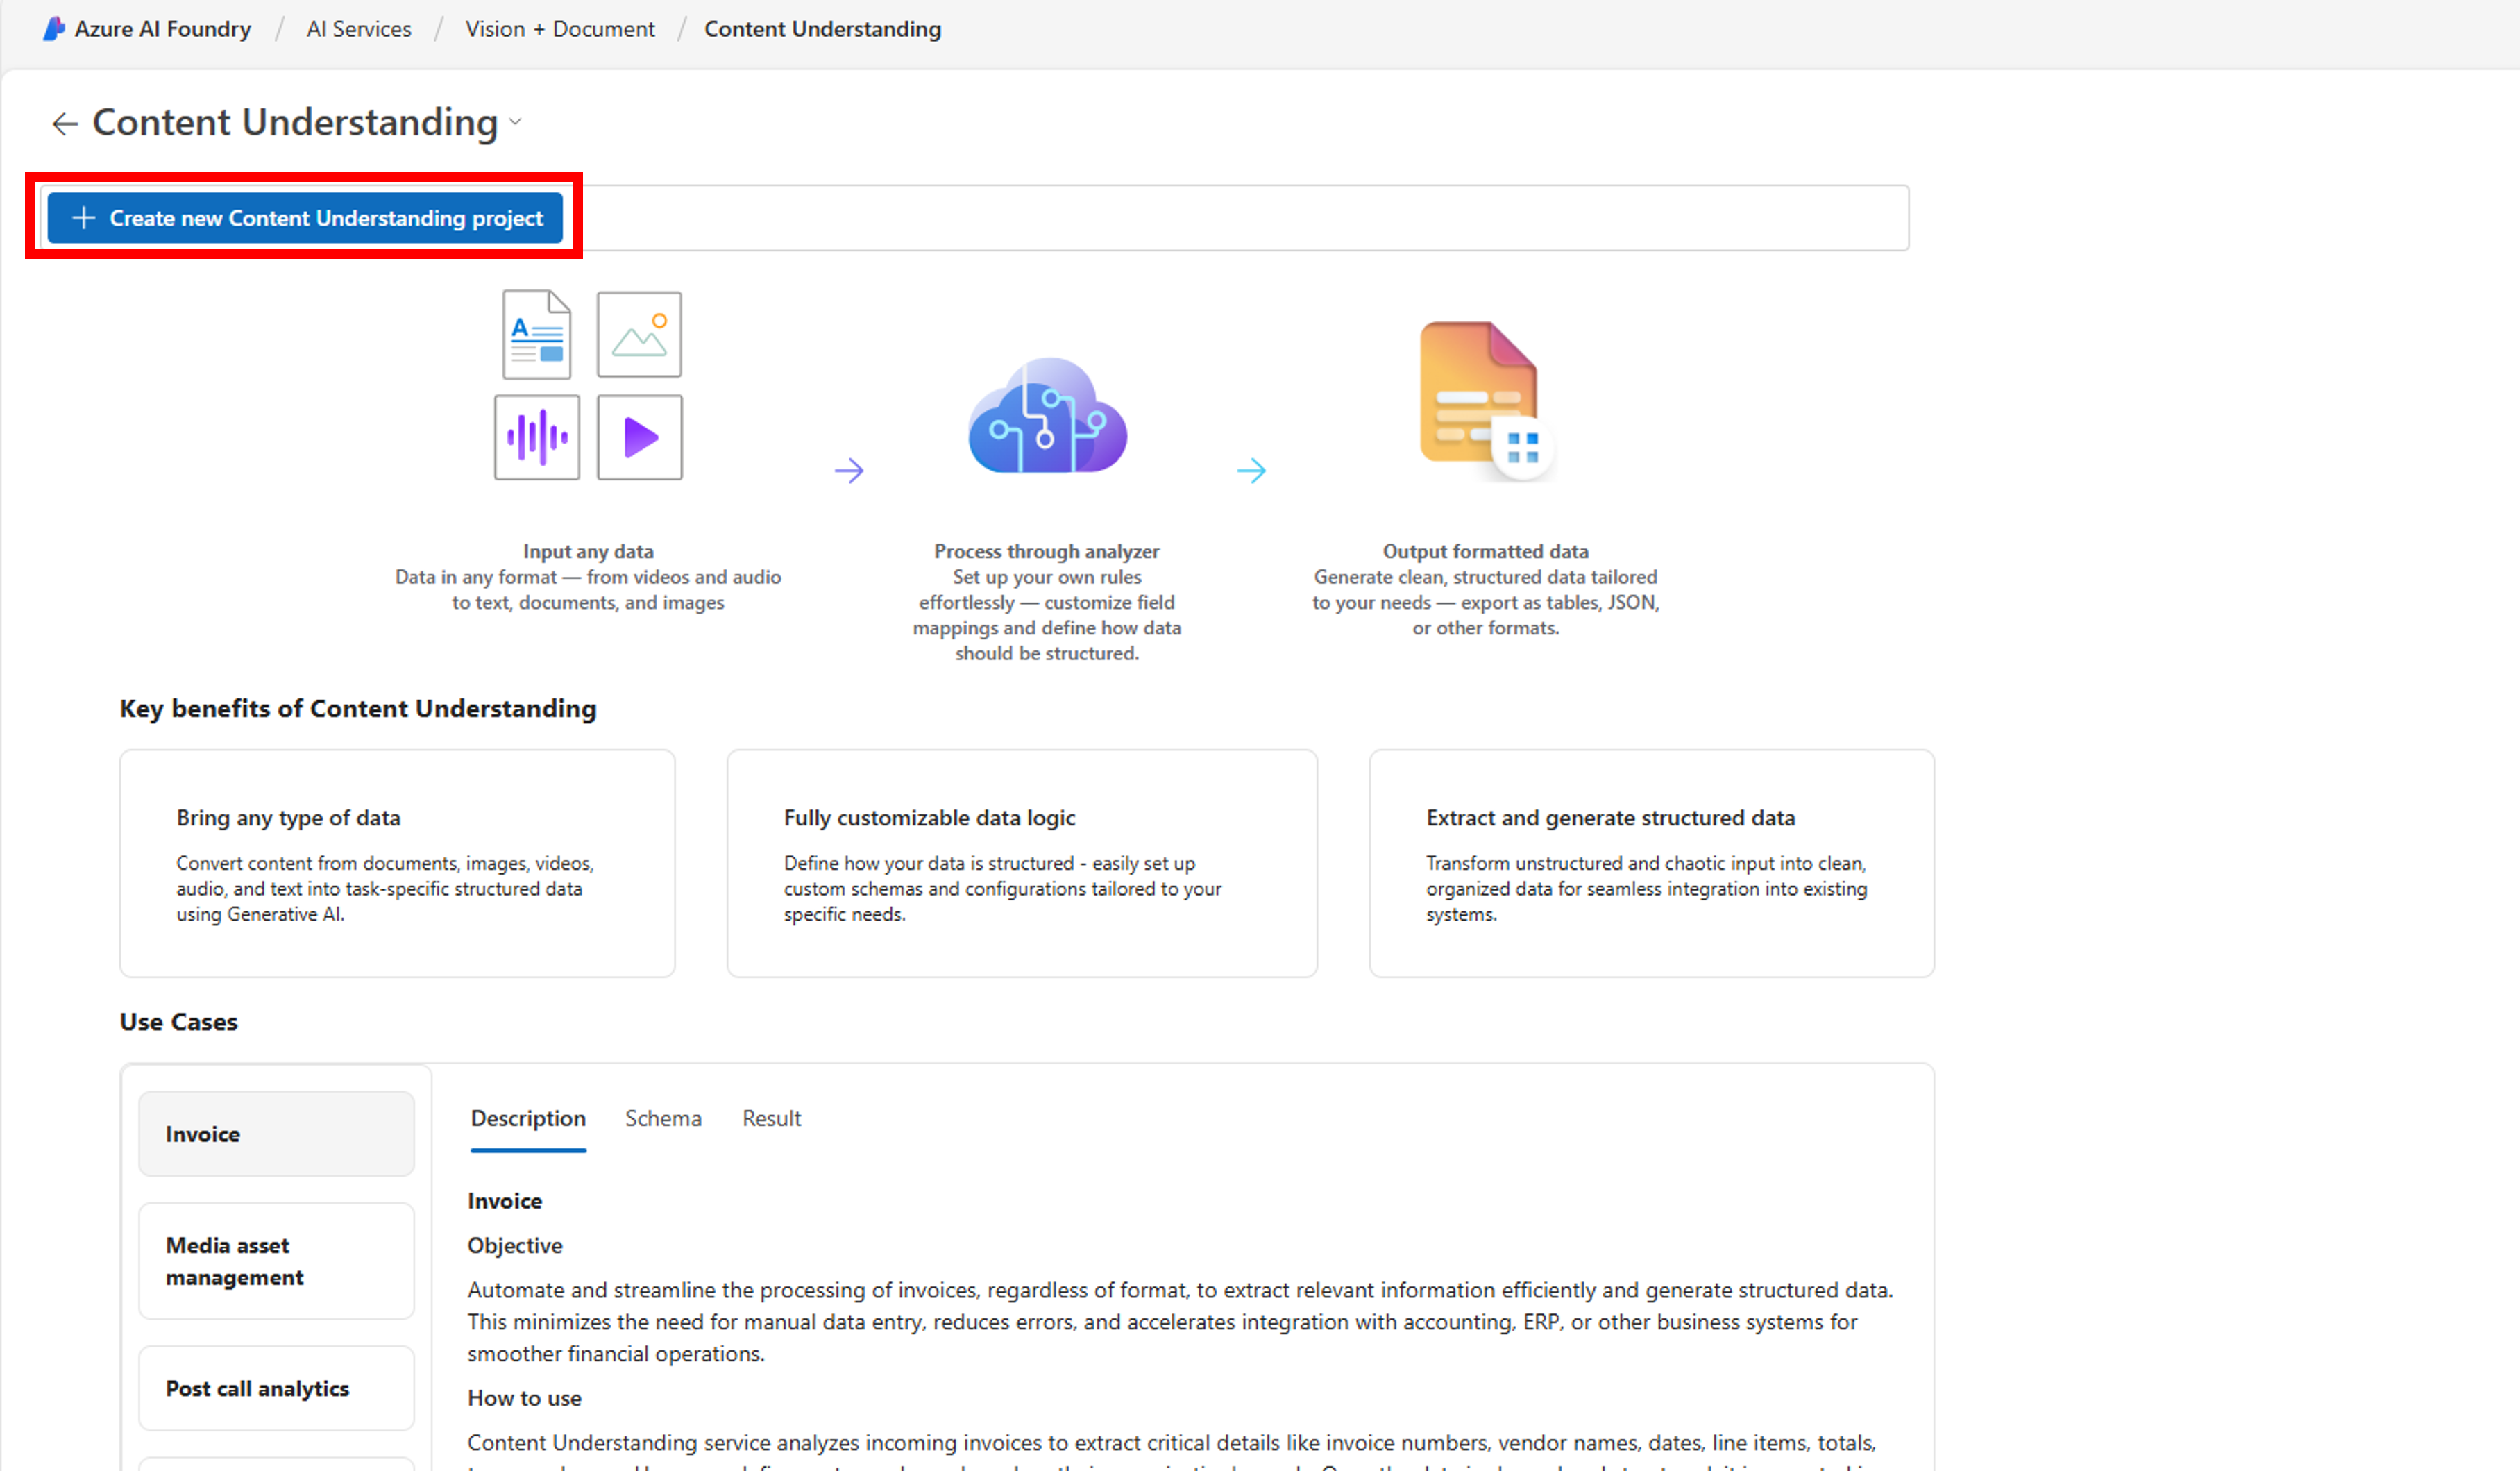 Azure AI Foundry / AI Services / Vision + Document / Content Understanding
Content Understanding
Create new Content Understanding project
A
Input any data
Data in any format — from videos and audio
to text, documents, and images
Process through analyzer
Set up your own rules
effortlessly — customize field
mappings and define how data
should be structured.
Output formatted data
Generate clean, structured data tailored
to your needs — export as tables, JSON,
or other formats.
Key benefits of Content Understanding
Bring any type of data
Convert content from documents, images, videos,
audio, and text into task-specific structured data
using Generative AI.
Fully customizable data logic
Define how your data is structured - easily set up
custom schemas and configurations tailored to your
specific needs.
Extract and generate structured data
Transform unstructured and chaotic input into clean,
organized data for seamless integration into existing
systems.
Use Cases
Invoice
Media asset
management
Post call analytics
Description Schema Result
Invoice
Objective
Automate and streamline the processing of invoices, regardless of format, to extract relevant information efficiently and generate structured data.
This minimizes the need for manual data entry, reduces errors, and accelerates integration with accounting, ERP, or other business systems for
smoother financial operations.
How to use
Content Understanding service analyzes incoming invoices to extract critical details like invoice numbers, vendor names, dates, line items, totals,